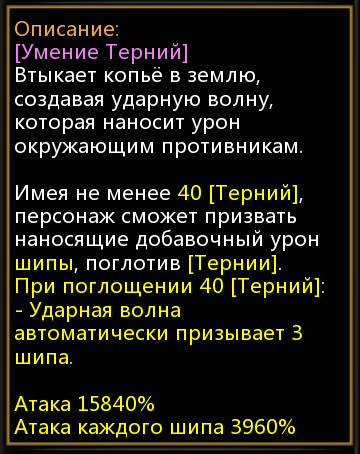 Описание:
[Умение Терний]
Втыкает копьё в землю,
создавая ударную волну,
которая наносит урон
окружающим противникам.
Имея не менее 40 [Терний],
персонаж сможет призвать
наносящие добавочный урон
шипы, поглотив [Тернии].
При поглощении 40 [Терний]:
- Ударная волна
автоматически призывает 3
шипа.
Атака 15840%
Атака каждого шипа 3960%